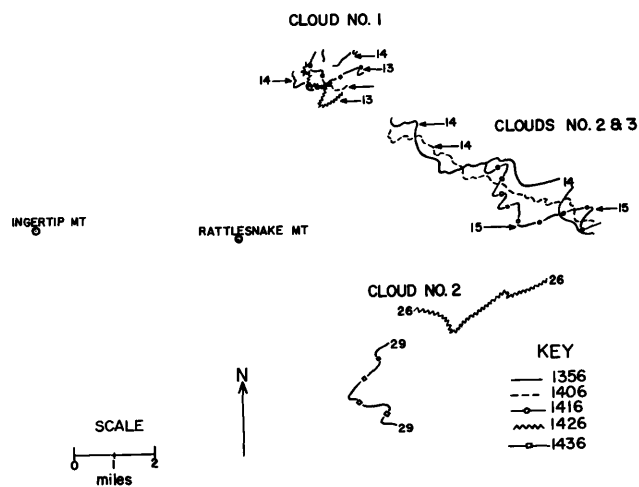 CLOUD NO. 1
14
13
14
13
14
CLOUDS NO. 2 & 3
14
14
15
15
INGERTIP MT
RATTLESNAKE MT
CLOUD NO. 2
26
26
29
29
KEY
1356
1406
1416
1426
1436
N
SCALE
0 1 2
miles